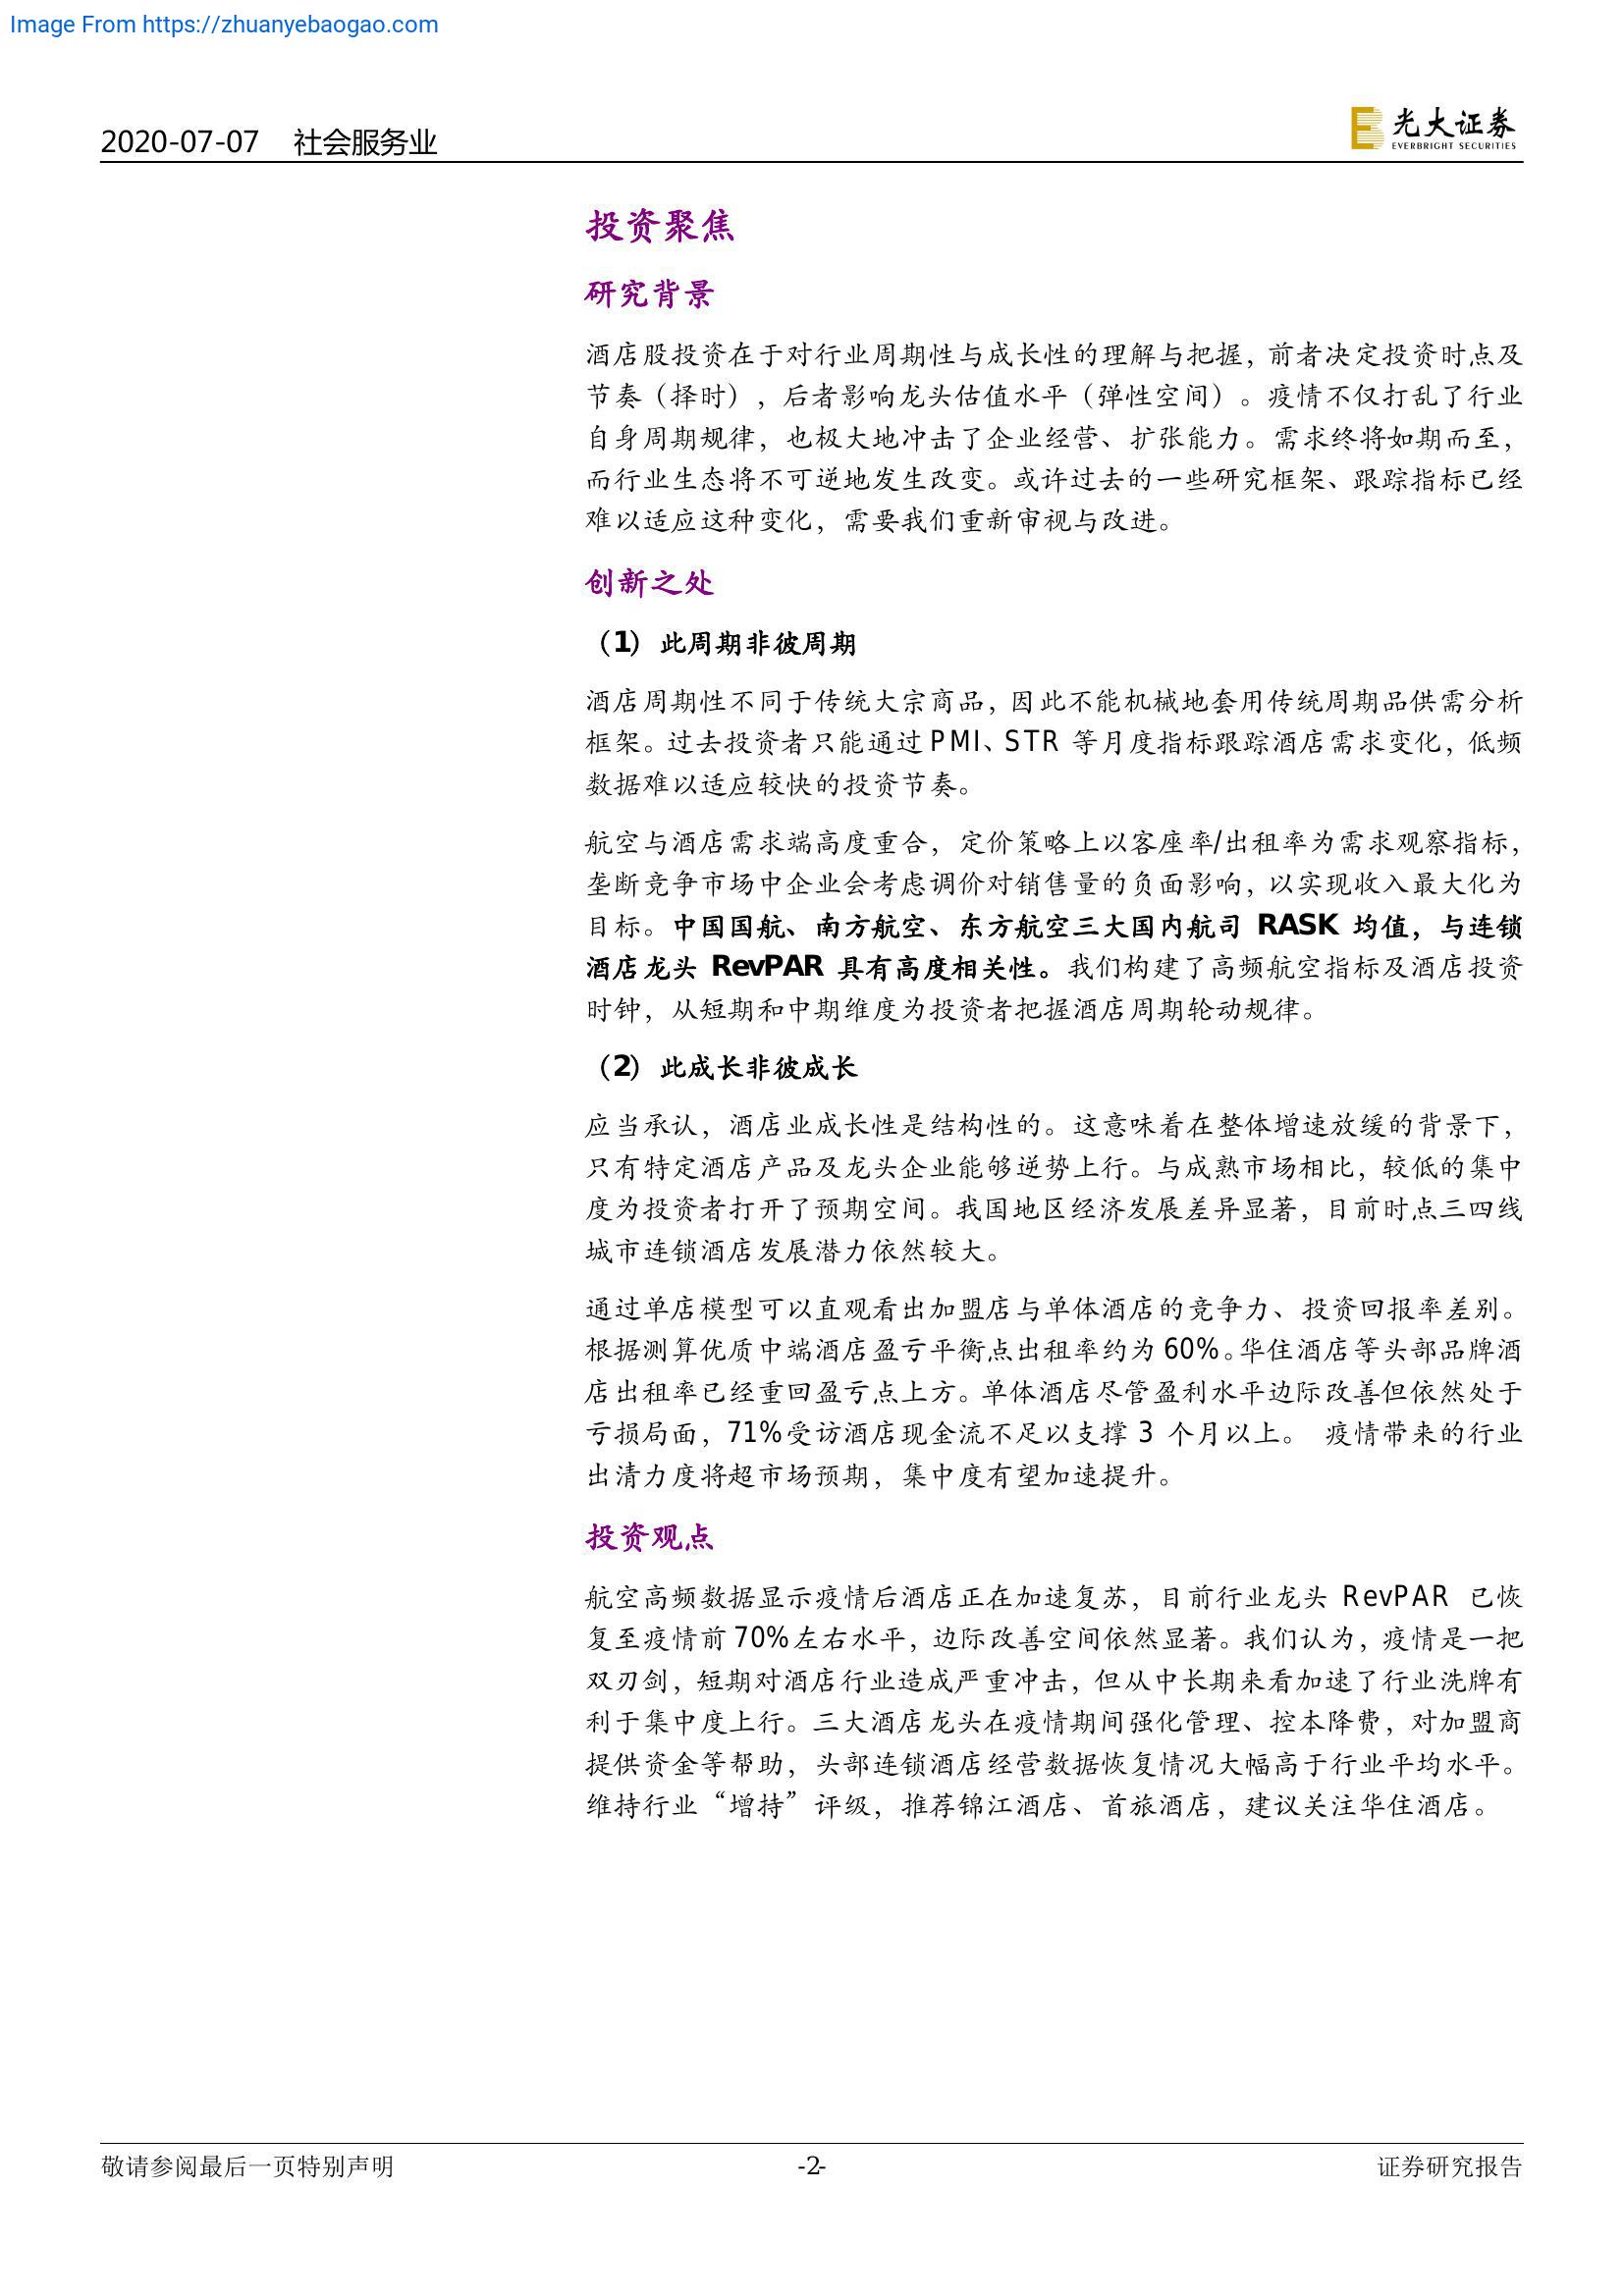 Image From https://zhuanyebaogao.com
2020-07-07 社会服务业
光大证券
EVERBRIGHT SECURITIES
投资聚焦
研究背景
酒店股投资在于对行业周期性与成长性的理解与把握，前者决定投资时点及
节奏（择时），后者影响龙头估值水平（弹性空间）。疫情不仅打乱了行业
自身周期规律，也极大地冲击了企业经营、扩张能力。需求终将如期而至，
而行业生态将不可逆地发生改变。或许过去的一些研究框架、跟踪指标已经
难以适应这种变化，需要我们重新审视与改进。
创新之处
（1）此周期非彼周期
酒店周期性不同于传统大宗商品，因此不能机械地套用传统周期品供需分析
框架。过去投资者只能通过 PMI、STR 等月度指标跟踪酒店需求变化，低频
数据难以适应较快的投资节奏。
航空与酒店需求端高度重合，定价策略上以客座率/出租率为需求观察指标，
垄断竞争市场中企业会考虑调价对销售量的负面影响，以实现收入最大化为
目标。中国国航、南方航空、东方航空三大国内航司 RASK 均值，与连锁
酒店龙头 RevPAR 具有高度相关性。我们构建了高频航空指标及酒店投资
时钟，从短期和中期维度为投资者把握酒店周期轮动规律。
（2）此成长非彼成长
应当承认，酒店业成长性是结构性的。这意味着在整体增速放缓的背景下，
只有特定酒店产品及龙头企业能够逆势上行。与成熟市场相比，较低的集中
度为投资者打开了预期空间。我国地区经济发展差异显著，目前时点三四线
城市连锁酒店发展潜力依然较大。
通过单店模型可以直观看出加盟店与单体酒店的竞争力、投资回报率差别。
根据测算优质中端酒店盈亏平衡点出租率约为 60%。华住酒店等头部品牌酒
店出租率已经重回盈亏点上方。单体酒店尽管盈利水平边际改善但依然处于
亏损局面，71%受访酒店现金流不足以支撑 3 个月以上。 疫情带来的行业
出清力度将超市场预期，集中度有望加速提升。
投资观点
航空高频数据显示疫情后酒店正在加速复苏，目前行业龙头 RevPAR 已恢
复至疫情前 70%左右水平，边际改善空间依然显著。我们认为，疫情是一把
双刃剑，短期对酒店行业造成严重冲击，但从中长期来看加速了行业洗牌有
利于集中度上行。三大酒店龙头在疫情期间强化管理、控本降费，对加盟商
提供资金等帮助，头部连锁酒店经营数据恢复情况大幅高于行业平均水平。
维持行业“增持”评级，推荐锦江酒店、首旅酒店，建议关注华住酒店。
敬请参阅最后一页特别声明
-2-
证券研究报告